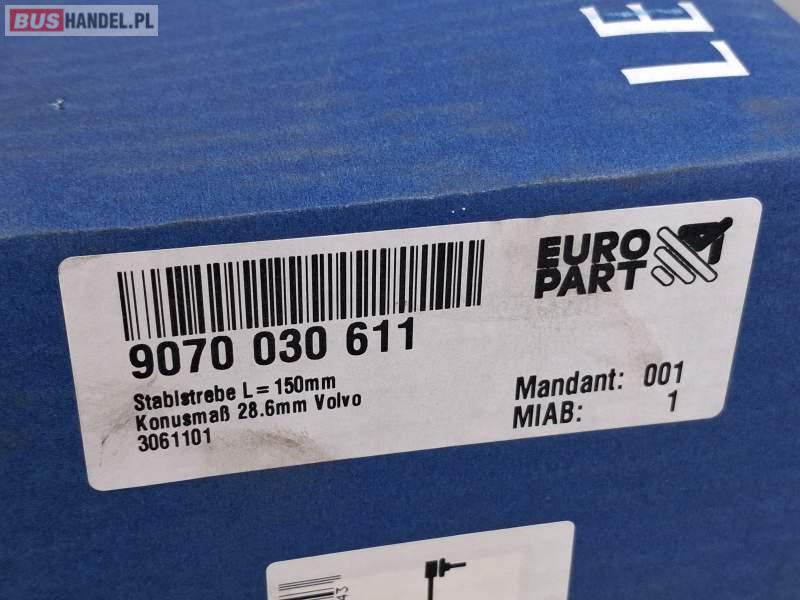 BUSHANDEL.PL
LE
EURO
PART
9070 030 611
Stabistrebe L= 150mm
Konusmaß 28.6mm Volvo
3061101
Mandant: 001
MIAB: 1